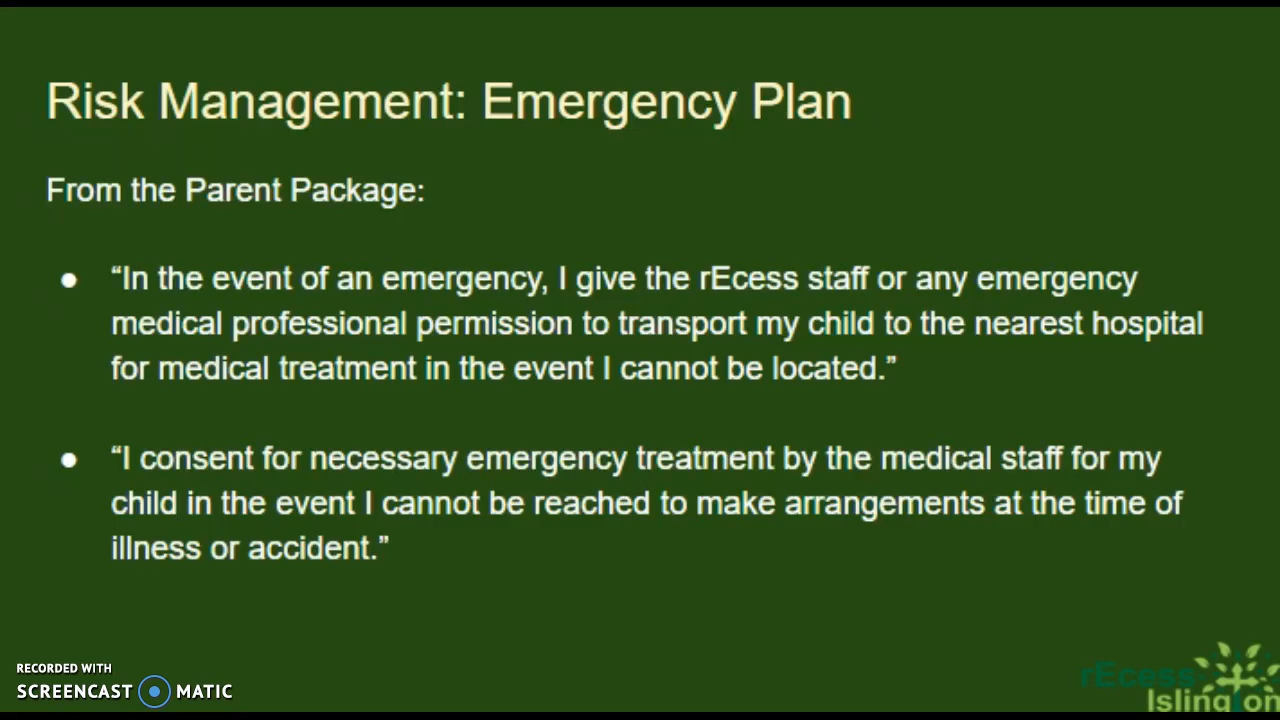 Risk Management: Emergency Plan
From the Parent Package:
● “In the event of an emergency, I give the rEcess staff or any emergency
medical professional permission to transport my child to the nearest hospital
for medical treatment in the event I cannot be located.”
● “I consent for necessary emergency treatment by the medical staff for my
child in the event I cannot be reached to make arrangements at the time of
illness or accident.”
RECORDED WITH
SCREENCAST MATIC
rEcess
Islington